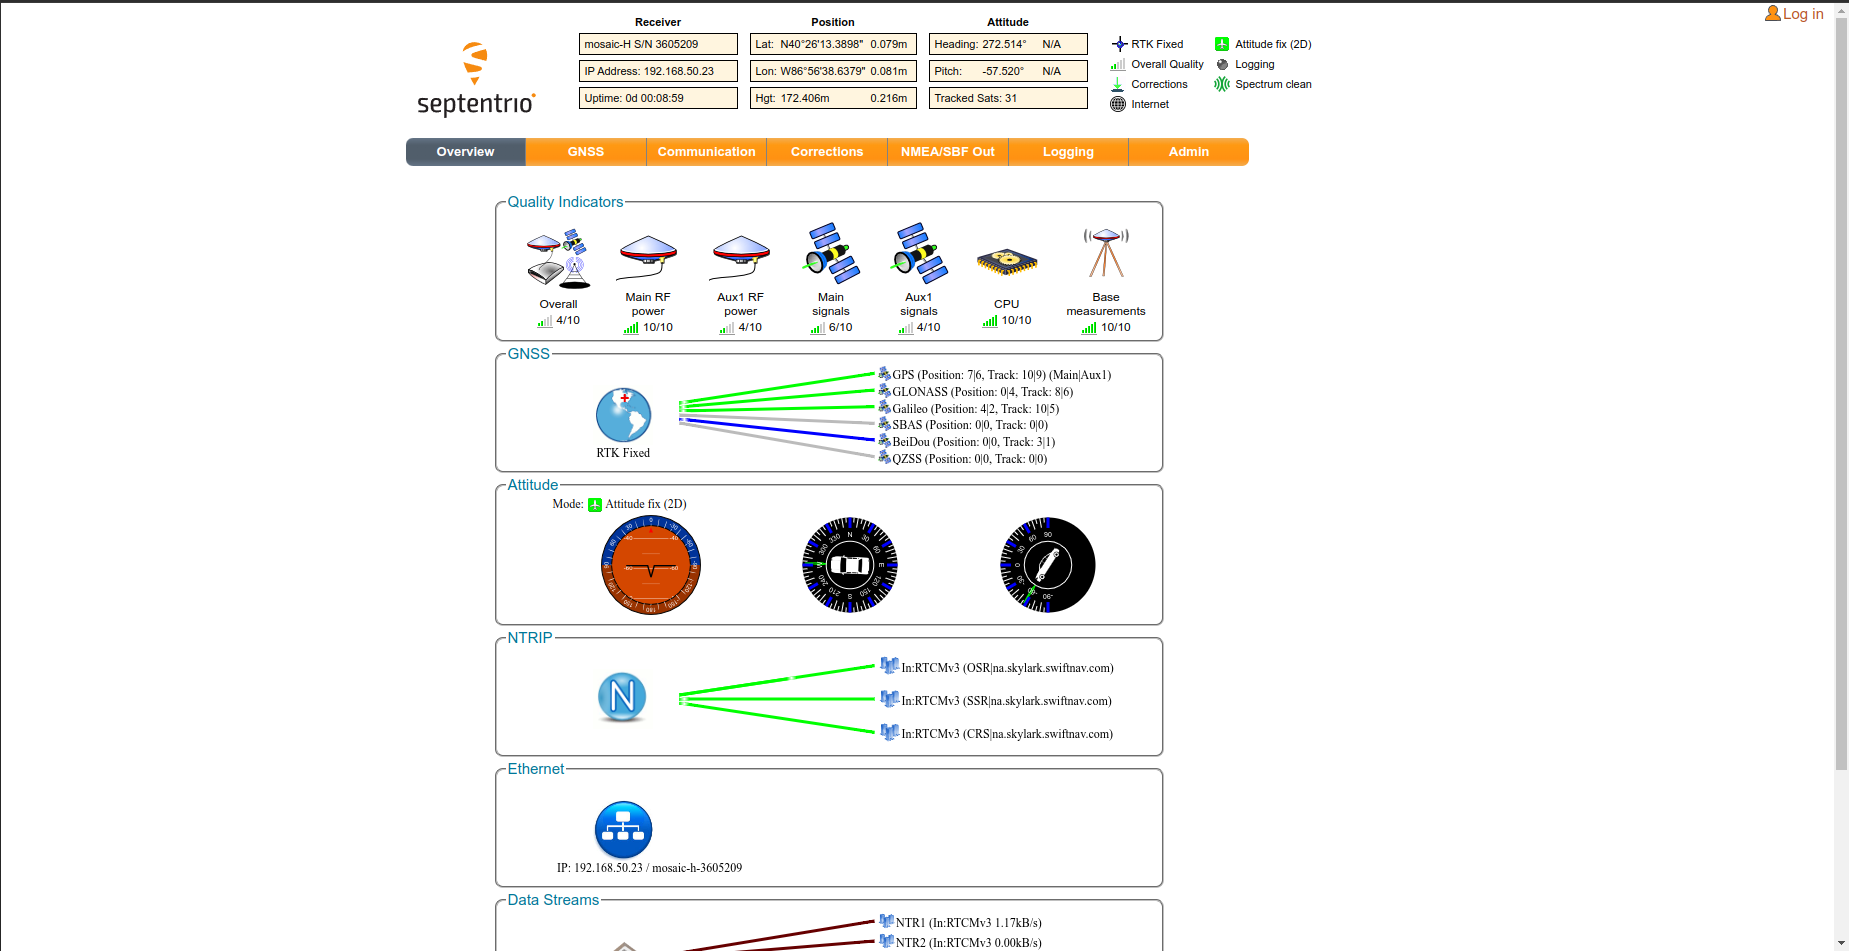 Log in
Receiver Position Attitude
mosaic-H S/N 3605209 Lat: N40°26'13.3898" 0.079m Heading: 272.514° N/A
IP Address: 192.168.50.23 Lon: W86°56'38.6379" 0.081m Pitch: -57.520° N/A
Uptime: 0d 00:08:59 Hgt: 172.406m 0.216m Tracked Sats: 31
RTK Fixed Attitude fix (2D)
Overall Quality Logging
Corrections Spectrum clean
Internet
septentrio
Overview GNSS Communication Corrections NMEA/SBF Out Logging Admin
Quality Indicators
Overall
4/10
Main RF
power
10/10
Aux1 RF
power
4/10
Main
signals
6/10
Aux1
signals
4/10
CPU
10/10
Base
measurements
10/10
GNSS
RTK Fixed
GPS (Position: 7|6, Track: 10|9) (Main|Aux1)
GLONASS (Position: 0|4, Track: 8|6)
Galileo (Position: 4|2, Track: 10|5)
SBAS (Position: 0|0, Track: 0|0)
BeiDou (Position: 0|0, Track: 3|1)
QZSS (Position: 0|0, Track: 0|0)
Attitude
Mode: Attitude fix (2D)
NTRIP
N
In:RTCMv3 (OSR|na.skylark.swiftnav.com)
In:RTCMv3 (SSR|na.skylark.swiftnav.com)
In:RTCMv3 (CRS|na.skylark.swiftnav.com)
Ethernet
IP: 192.168.50.23 / mosaic-h-3605209
Data Streams
NTR1 (In:RTCMv3 1.17kB/s)
NTR2 (In:RTCMv3 0.00kB/s)